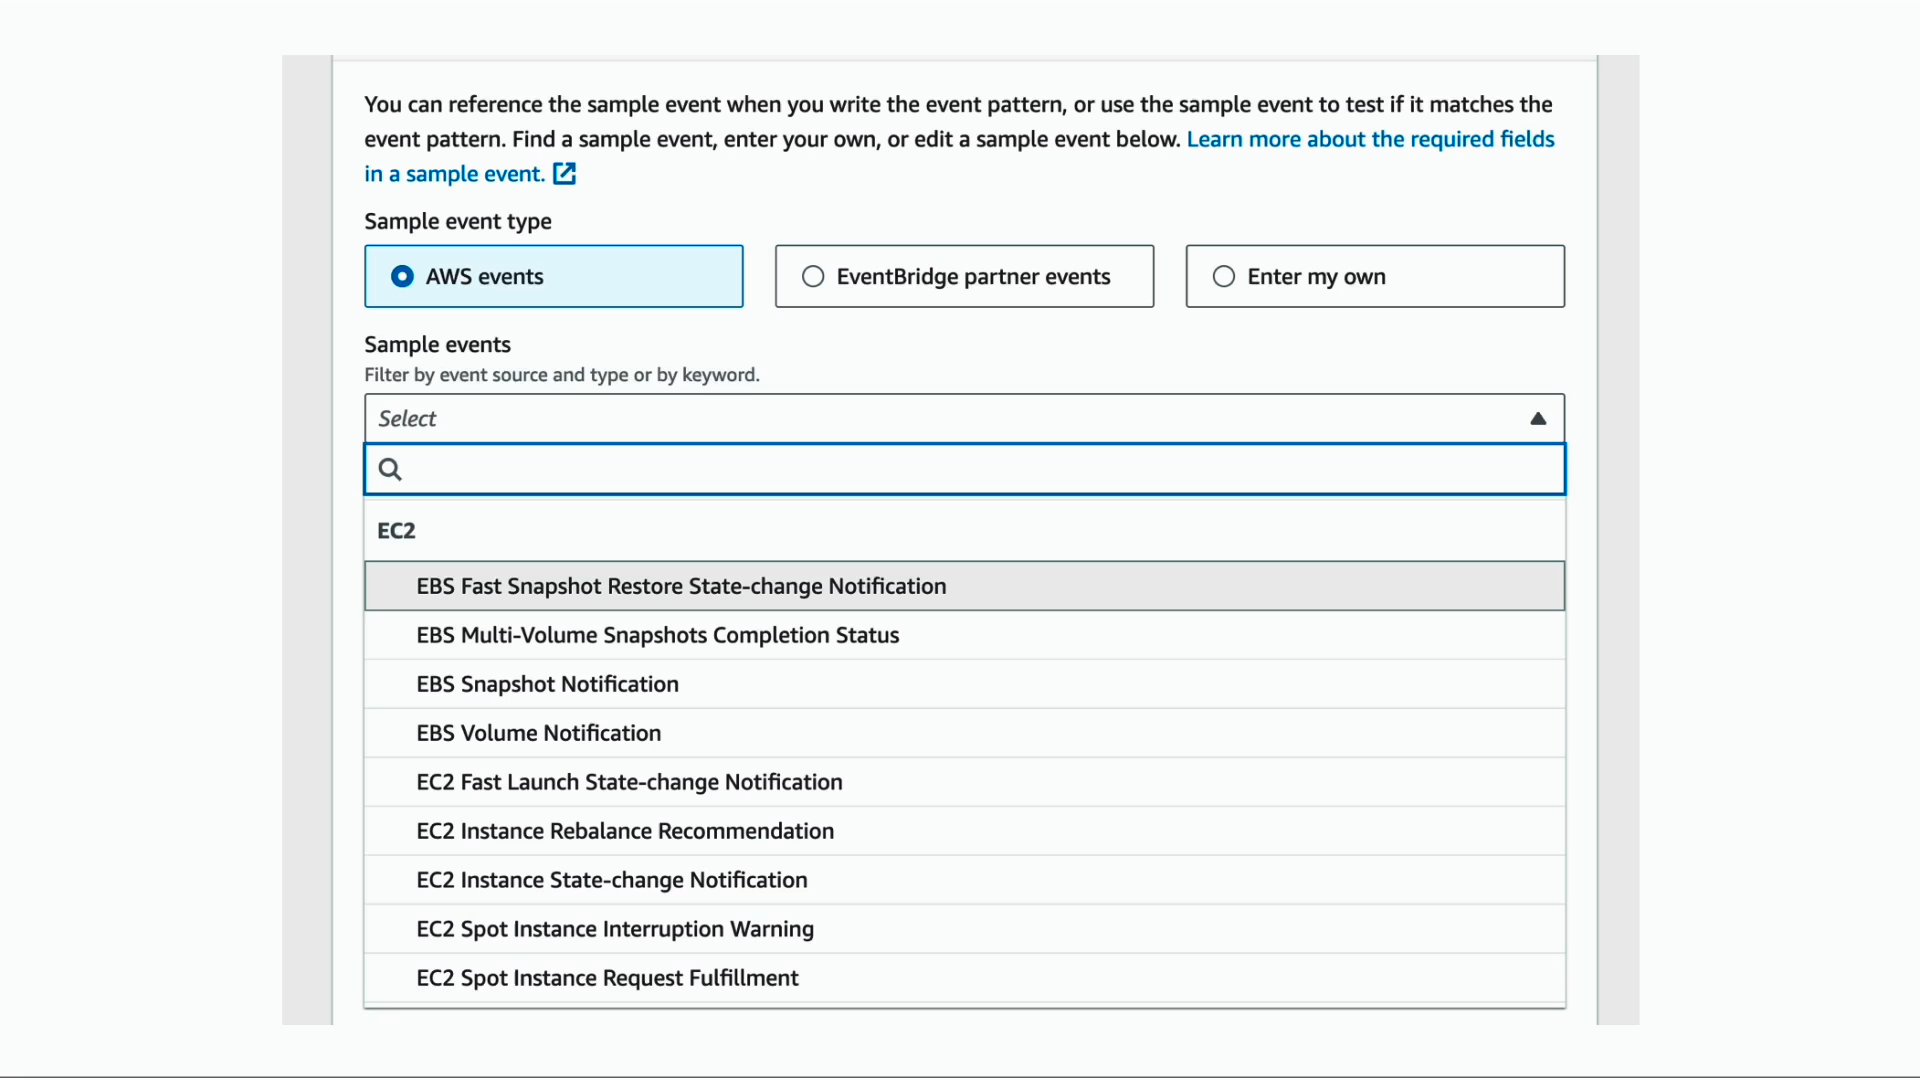 You can reference the sample event when you write the event pattern, or use the sample event to test if it matches the
event pattern. Find a sample event, enter your own, or edit a sample event below. Learn more about the required fields
in a sample event.
Sample event type
AWS events
EventBridge partner events
Enter my own
Sample events
Filter by event source and type or by keyword.
Select
EC2
EBS Fast Snapshot Restore State-change Notification
EBS Multi-Volume Snapshots Completion Status
EBS Snapshot Notification
EBS Volume Notification
EC2 Fast Launch State-change Notification
EC2 Instance Rebalance Recommendation
EC2 Instance State-change Notification
EC2 Spot Instance Interruption Warning
EC2 Spot Instance Request Fulfillment